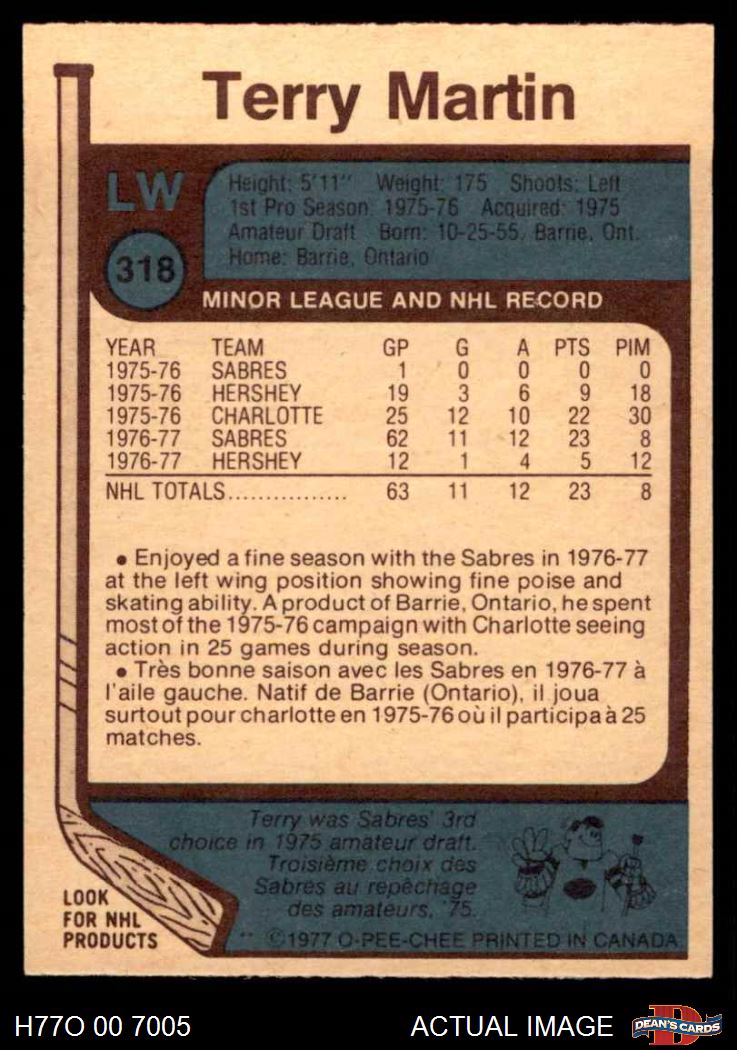 Terry Martin
LW
318
Height: 5'11" Weight: 175 Shoots: Left
1st Pro Season: 1975-76 Acquired: 1975
Amateur Draft Born: 10-25-55, Barrie, Ont.
Home: Barrie, Ontario
MINOR LEAGUE AND NHL RECORD
YEAR TEAM GP G A PTS PIM
1975-76 SABRES 1 0 0 0 0
1975-76 HERSHEY 19 3 6 9 18
1975-76 CHARLOTTE 25 12 10 22 30
1976-77 SABRES 62 11 12 23 8
1976-77 HERSHEY 12 1 4 5 12
NHL TOTALS................ 63 11 12 23 8
• Enjoyed a fine season with the Sabres in 1976-77
at the left wing position showing fine poise and
skating ability. A product of Barrie, Ontario, he spent
most of the 1975-76 campaign with Charlotte seeing
action in 25 games during season.
• Très bonne saison avec les Sabres en 1976-77 à
l'aile gauche. Natif de Barrie (Ontario), il joua
surtout pour charlotte en 1975-76 où il participa à 25
matches.
Terry was Sabres' 3rd
choice in 1975 amateur draft.
Troisième choix des
Sabres au repêchage
des amateurs, '75.
LOOK
FOR NHL
PRODUCTS
** ©1977 O-PEE-CHEE PRINTED IN CANADA
H77O 00 7005
ACTUAL IMAGE
DEAN'S CARDS